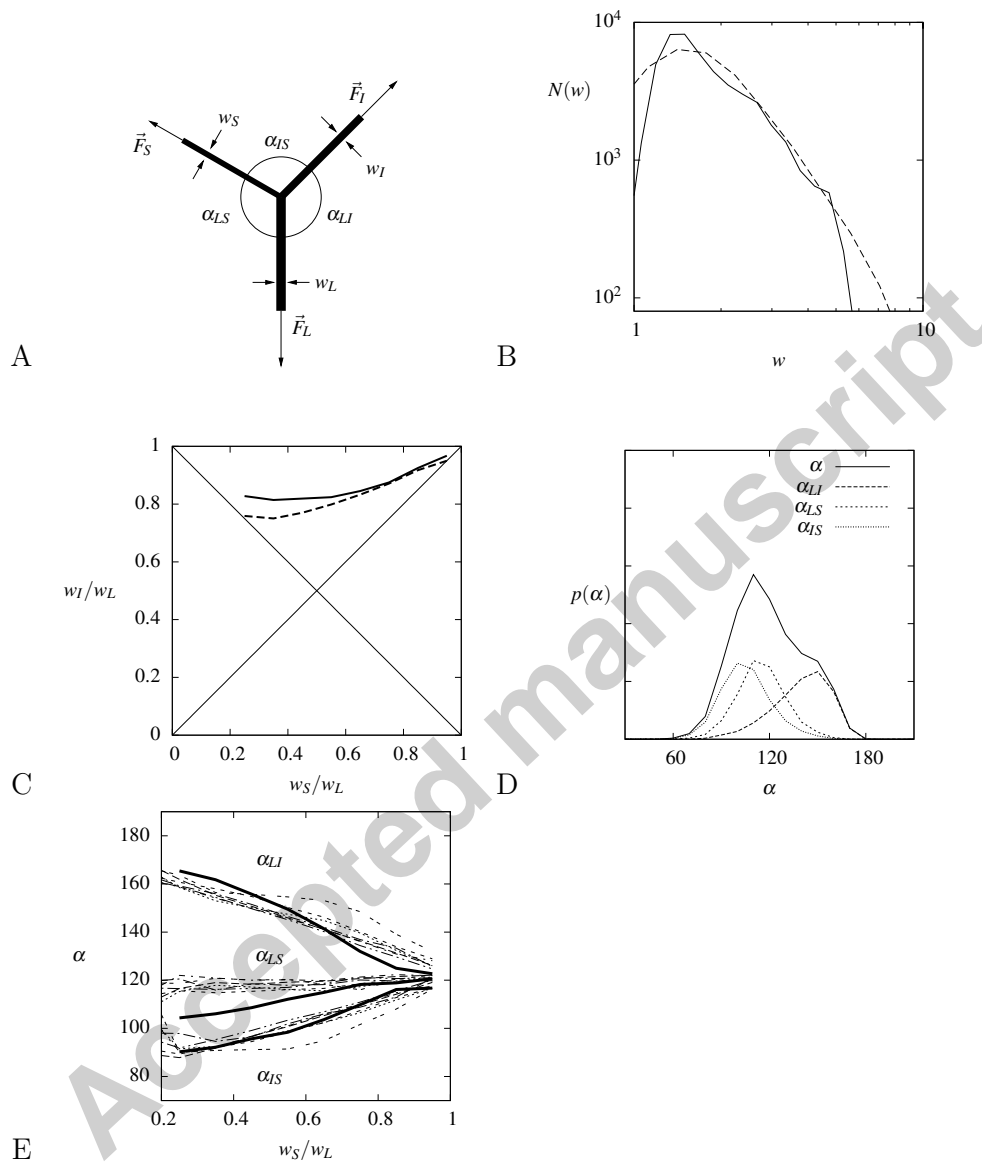 F⃗_I
w_S
F⃗_S
α_IS
w_I
α_LS
α_LI
w_L
F⃗_L
A
10^4
N(w)
10^3
10^2
1
10
w
B
1
0.8
0.6
w_I/w_L
0.4
0.2
0
0 0.2 0.4 0.6 0.8 1
w_S/w_L
C
α
α_LI
α_LS
α_IS
p(α)
60 120 180
α
D
180
α_LI
160
140
α
α_LS
120
100
α_IS
80
0.2 0.4 0.6 0.8 1
w_S/w_L
E
Accepted manuscript